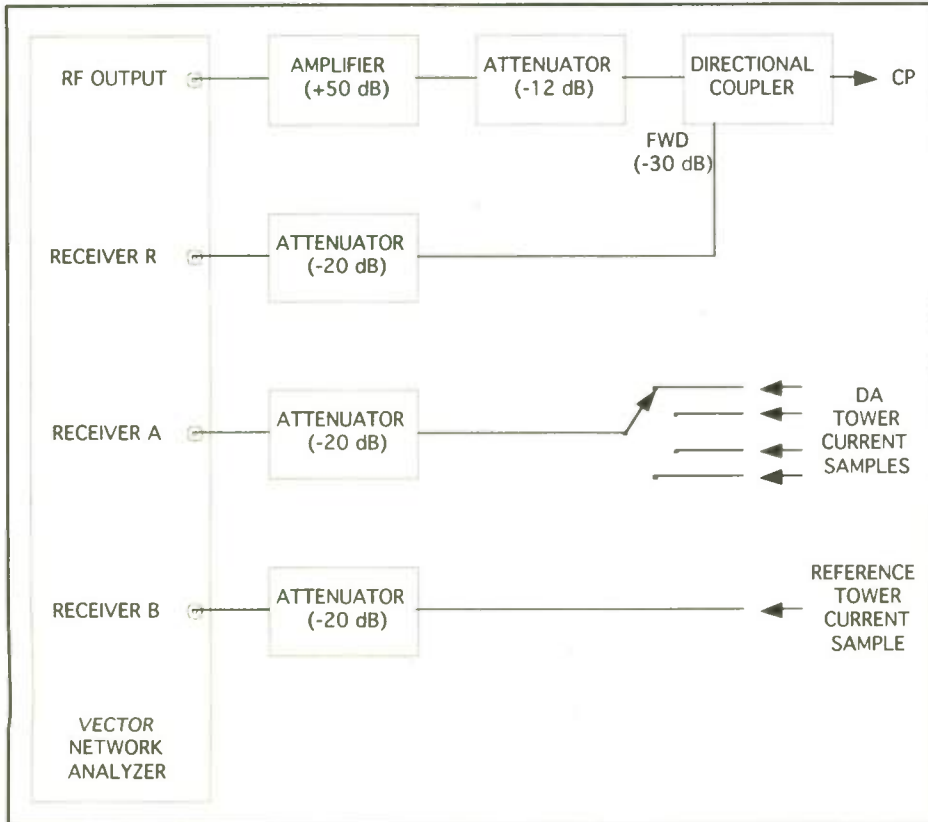 RF OUTPUT
AMPLIFIER
(+50 dB)
ATTENUATOR
(-12 dB)
DIRECTIONAL
COUPLER
CP
FWD
(-30 dB)
RECEIVER R
ATTENUATOR
(-20 dB)
RECEIVER A
ATTENUATOR
(-20 dB)
DA
TOWER
CURRENT
SAMPLES
RECEIVER B
ATTENUATOR
(-20 dB)
REFERENCE
TOWER
CURRENT
SAMPLE
VECTOR
NETWORK
ANALYZER